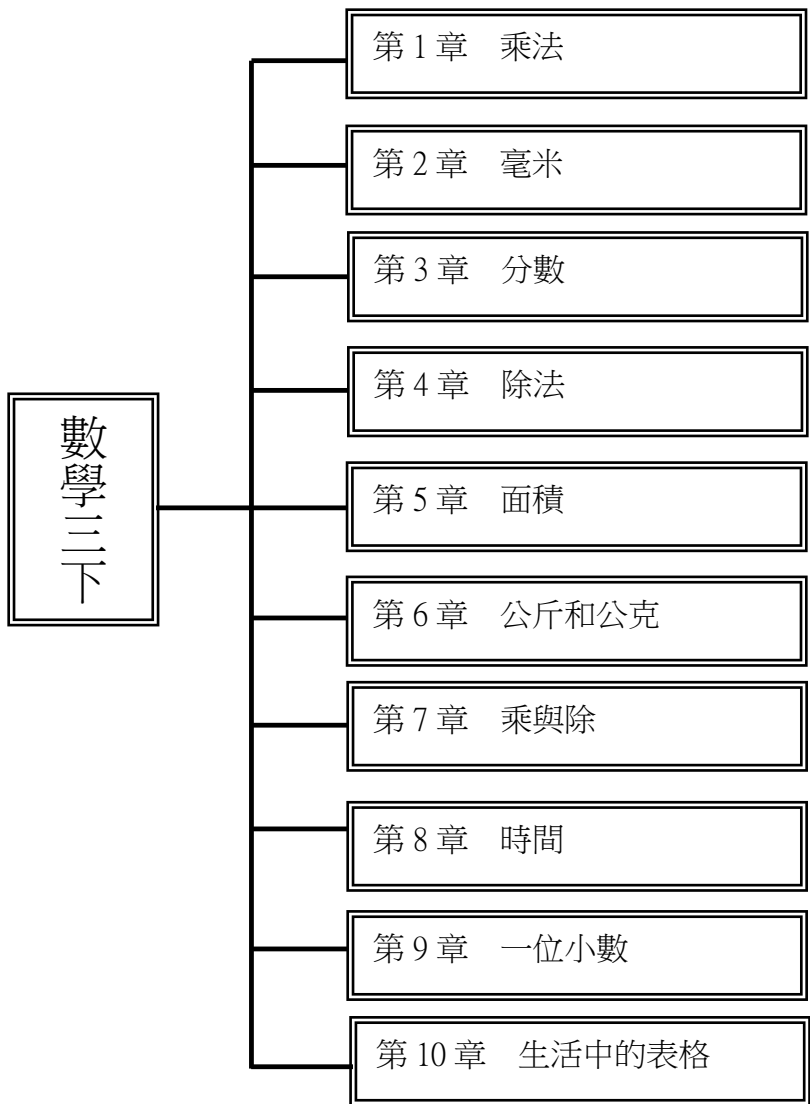 數學三下
第 1 章　乘法
第 2 章　毫米
第 3 章　分數
第 4 章　除法
第 5 章　面積
第 6 章　公斤和公克
第 7 章　乘與除
第 8 章　時間
第 9 章　一位小數
第 10 章　生活中的表格